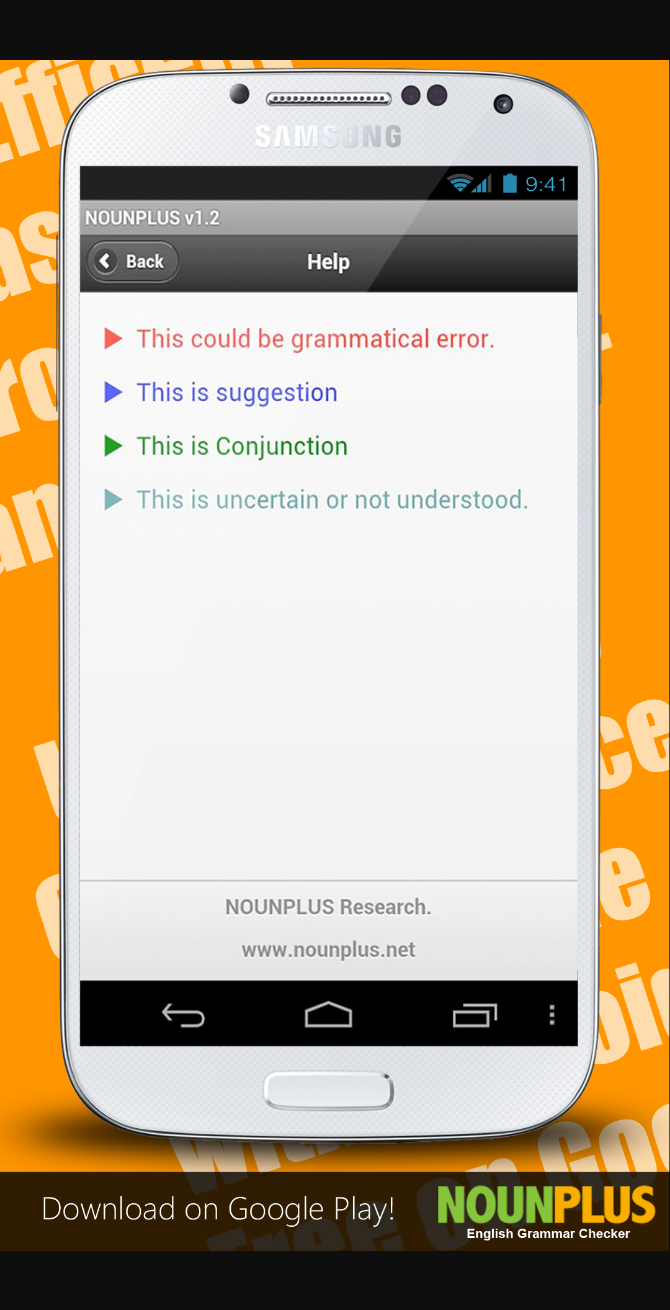 SAMSUNG
9:41
NOUNPLUS v1.2
Back
Help
This could be grammatical error.
This is suggestion
This is Conjunction
This is uncertain or not understood.
NOUNPLUS Research.
www.nounplus.net
Download on Google Play!
NOUNPLUS
English Grammar Checker